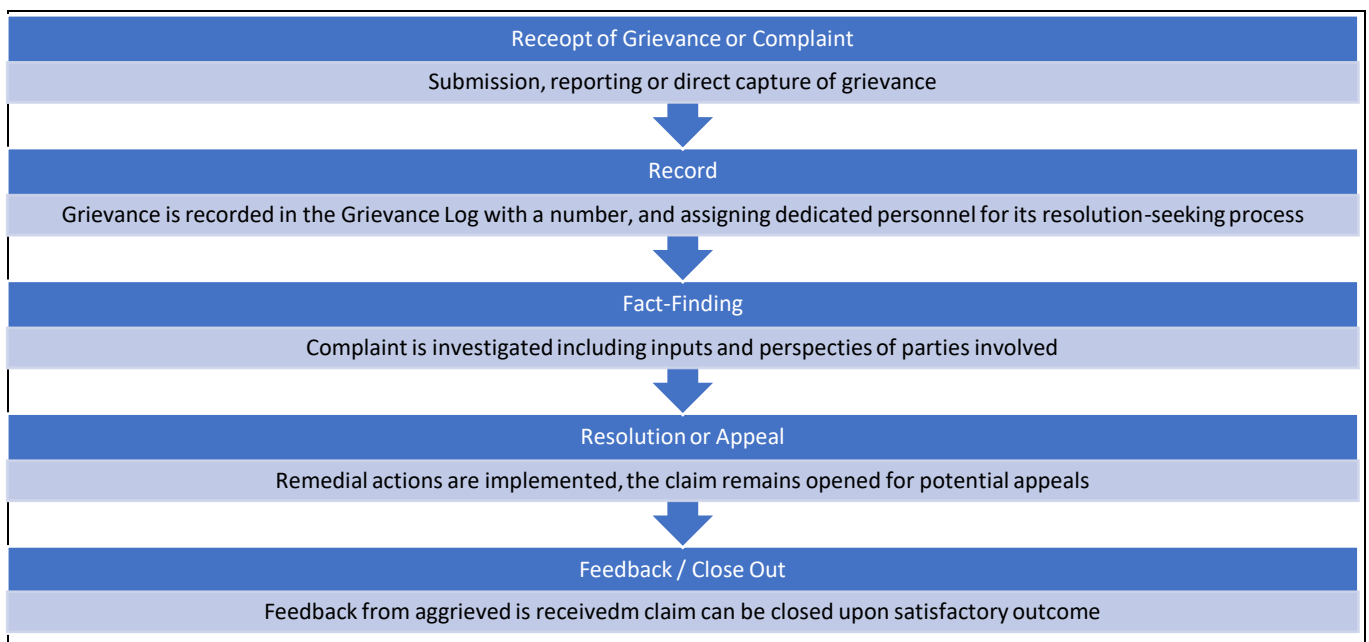 Receopt of Grievance or Complaint
Submission, reporting or direct capture of grievance
Record
Grievance is recorded in the Grievance Log with a number, and assigning dedicated personnel for its resolution-seeking process
Fact-Finding
Complaint is investigated including inputs and perspecties of parties involved
Resolution or Appeal
Remedial actions are implemented, the claim remains opened for potential appeals
Feedback / Close Out
Feedback from aggrieved is receivedm claim can be closed upon satisfactory outcome